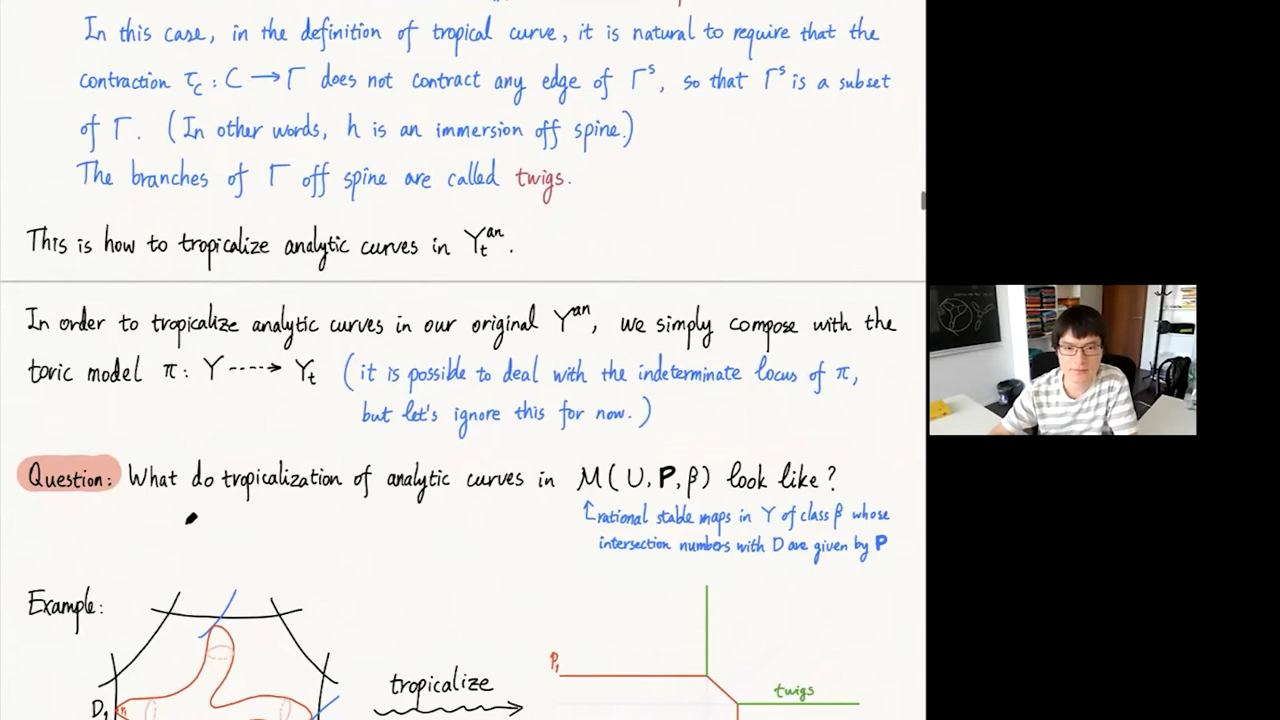 In this case, in the definition of tropical curve, it is natural to require that the
contraction τ_C : C ⟶ Γ does not contract any edge of Γˢ, so that Γˢ is a subset
of Γ. (In other words, h is an immersion off spine.)
The branches of Γ off spine are called twigs.
This is how to tropicalize analytic curves in Y_t^an.
In order to tropicalize analytic curves in our original Y^an, we simply compose with the
toric model π: Y ⇢ Y_t (it is possible to deal with the indeterminate locus of π,
but let's ignore this for now.)
Question: What do tropicalization of analytic curves in M(U, P, β) look like?
↑rational stable maps in Y of class β whose
intersection numbers with D are given by P
Example:
P₁
tropicalize
twigs
D₁